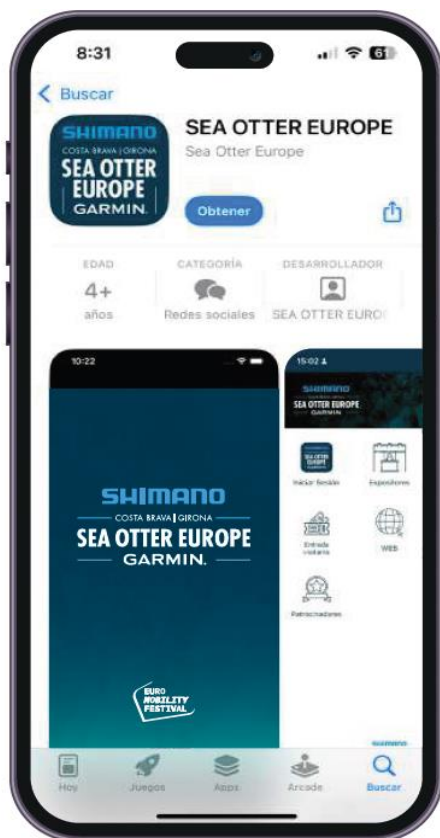 8:31
61
Buscar
SHIMANO
COSTA BRAVA | GIRONA
SEA OTTER
EUROPE
GARMIN.
SEA OTTER EUROPE
Sea Otter Europe
Obtener
EDAD
4+
años
CATEGORÍA
Redes sociales
DESARROLLADOR
SEA OTTER EURO
10:22
SHIMANO
COSTA BRAVA | GIRONA
SEA OTTER EUROPE
GARMIN.
EURO
MOBILITY
FESTIVAL
15:02
SHIMANO
SEA OTTER EUROPE
GARMIN
Iniciar Sesión
Expositores
Entrada
visitante
WEB
Patrocinadores
SHIMANO
Hoy
Juegos
Apps
Arcade
Buscar